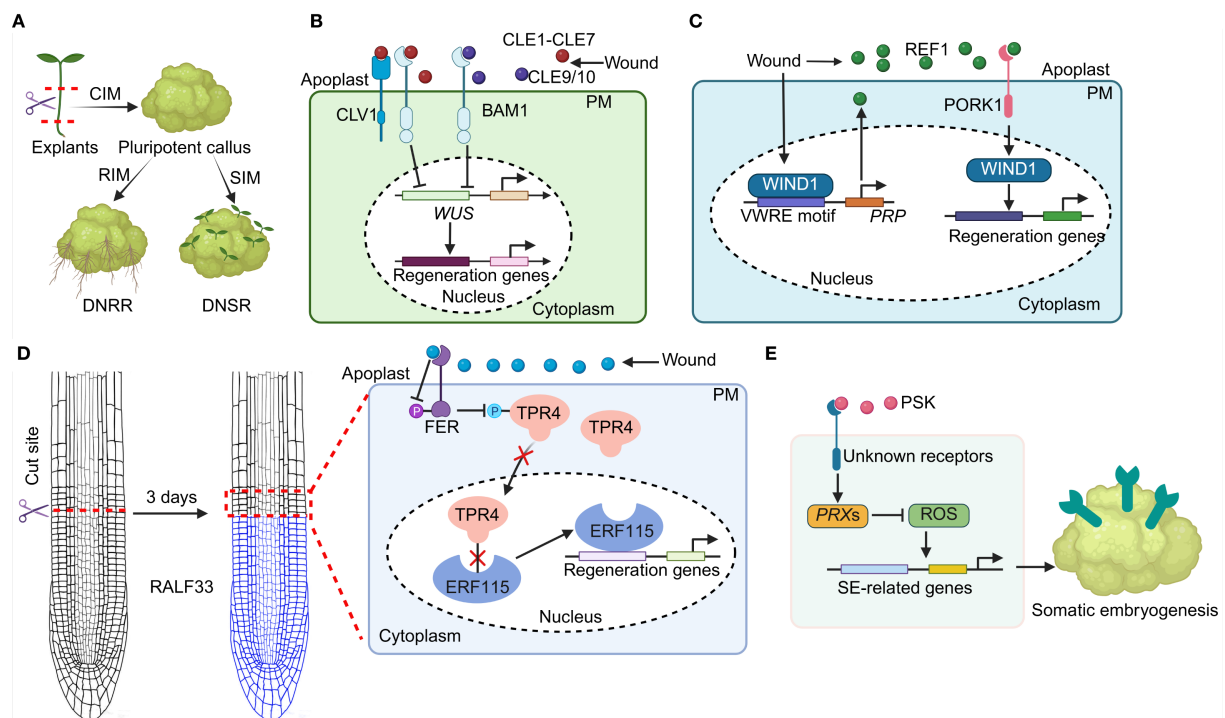 A
Explants
CIM
Pluripotent callus
RIM
SIM
DNRR
DNSR
B
CLE1-CLE7
Wound
CLE9/10
Apoplast
PM
CLV1
BAM1
WUS
Regeneration genes
Nucleus
Cytoplasm
C
Wound
REF1
Apoplast
PM
PORK1
WIND1
WIND1
VWRE motif
PRP
Regeneration genes
Nucleus
Cytoplasm
D
Cut site
3 days
RALF33
Apoplast
Wound
PM
P
FER
P
TPR4
TPR4
TPR4
ERF115
ERF115
Regeneration genes
Nucleus
Cytoplasm
E
PSK
Unknown receptors
PRXs
ROS
SE-related genes
Somatic embryogenesis